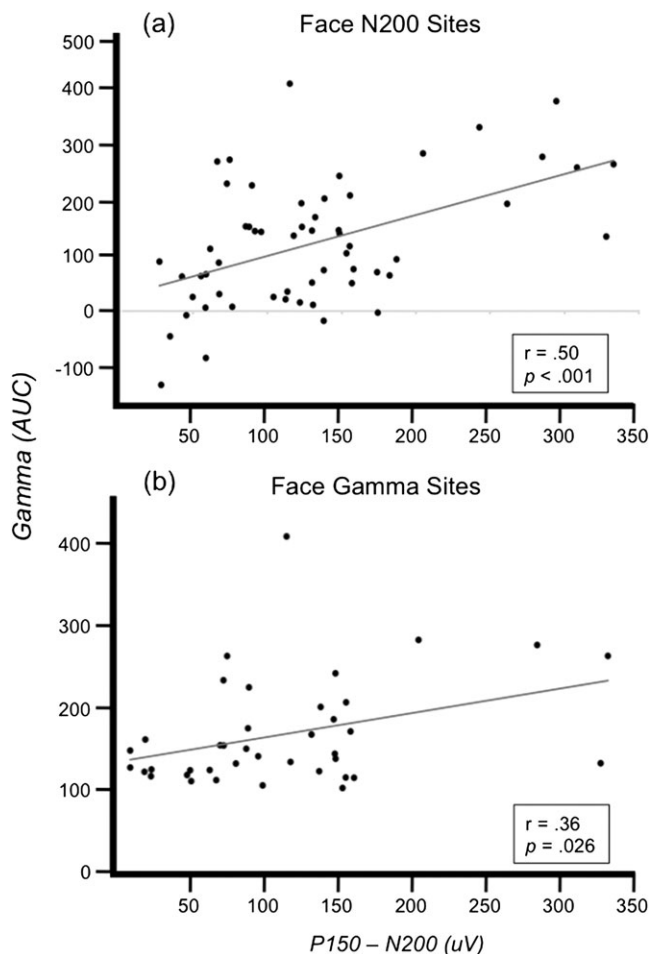 (a) Face N200 Sites
500
400
300
200
100
0
-100
r = .50
p < .001
50 100 150 200 250 300 350
Gamma (AUC)
(b) Face Gamma Sites
400
300
200
100
0
r = .36
p = .026
50 100 150 200 250 300 350
P150 – N200 (uV)